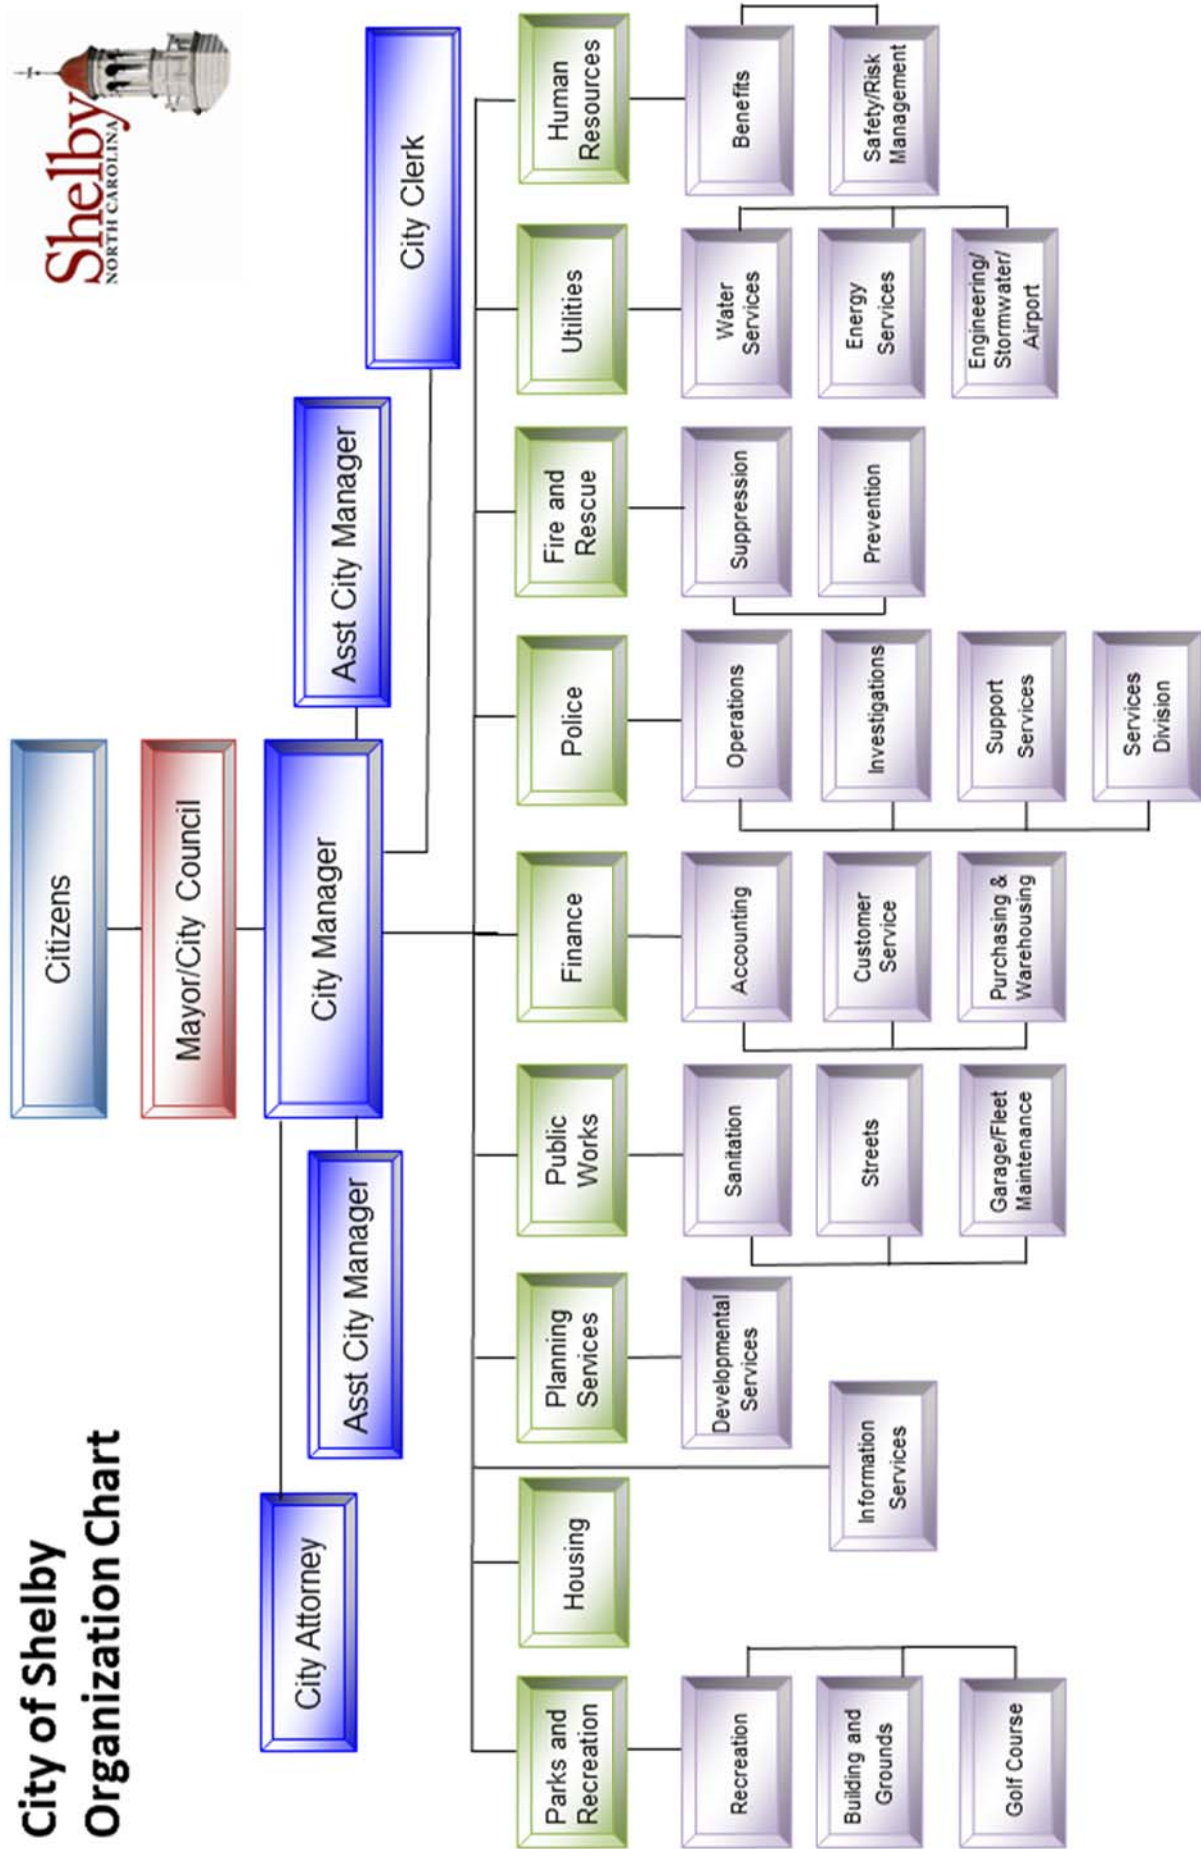 City of Shelby
Organization Chart
Shelby
NORTH CAROLINA
Citizens
Mayor/City Council
City Manager
City Attorney
Asst City Manager
Asst City Manager
City Clerk
Parks and
Recreation
Housing
Planning
Services
Public
Works
Finance
Police
Fire and
Rescue
Utilities
Human
Resources
Recreation
Developmental
Services
Sanitation
Accounting
Operations
Suppression
Water
Services
Benefits
Building and
Grounds
Information
Services
Streets
Customer
Service
Investigations
Prevention
Energy
Services
Safety/Risk
Management
Golf Course
Garage/Fleet
Maintenance
Purchasing &
Warehousing
Support
Services
Engineering/
Stormwater/
Airport
Services
Division